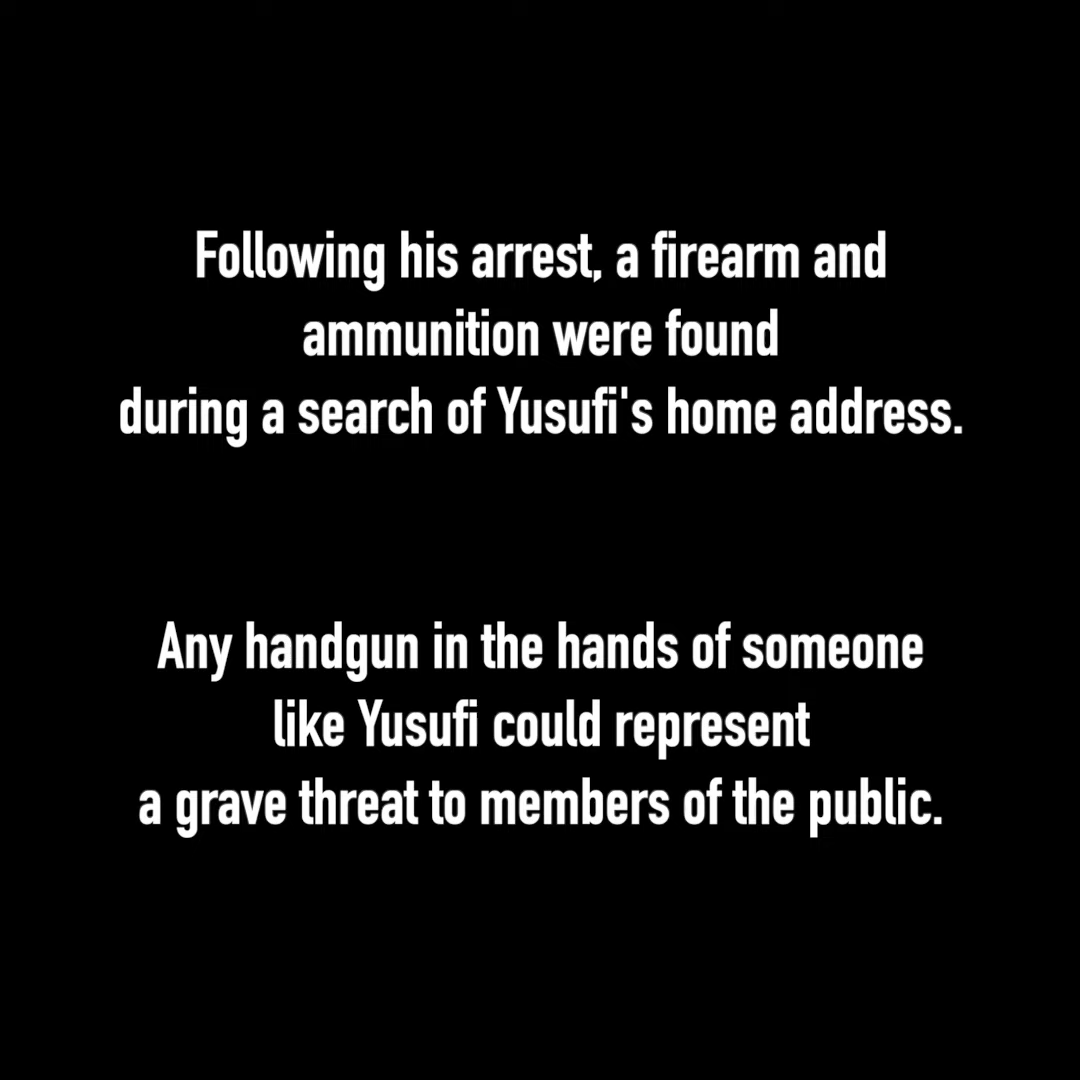 Following his arrest, a firearm and
ammunition were found
during a search of Yusufi's home address.
Any handgun in the hands of someone
like Yusufi could represent
a grave threat to members of the public.